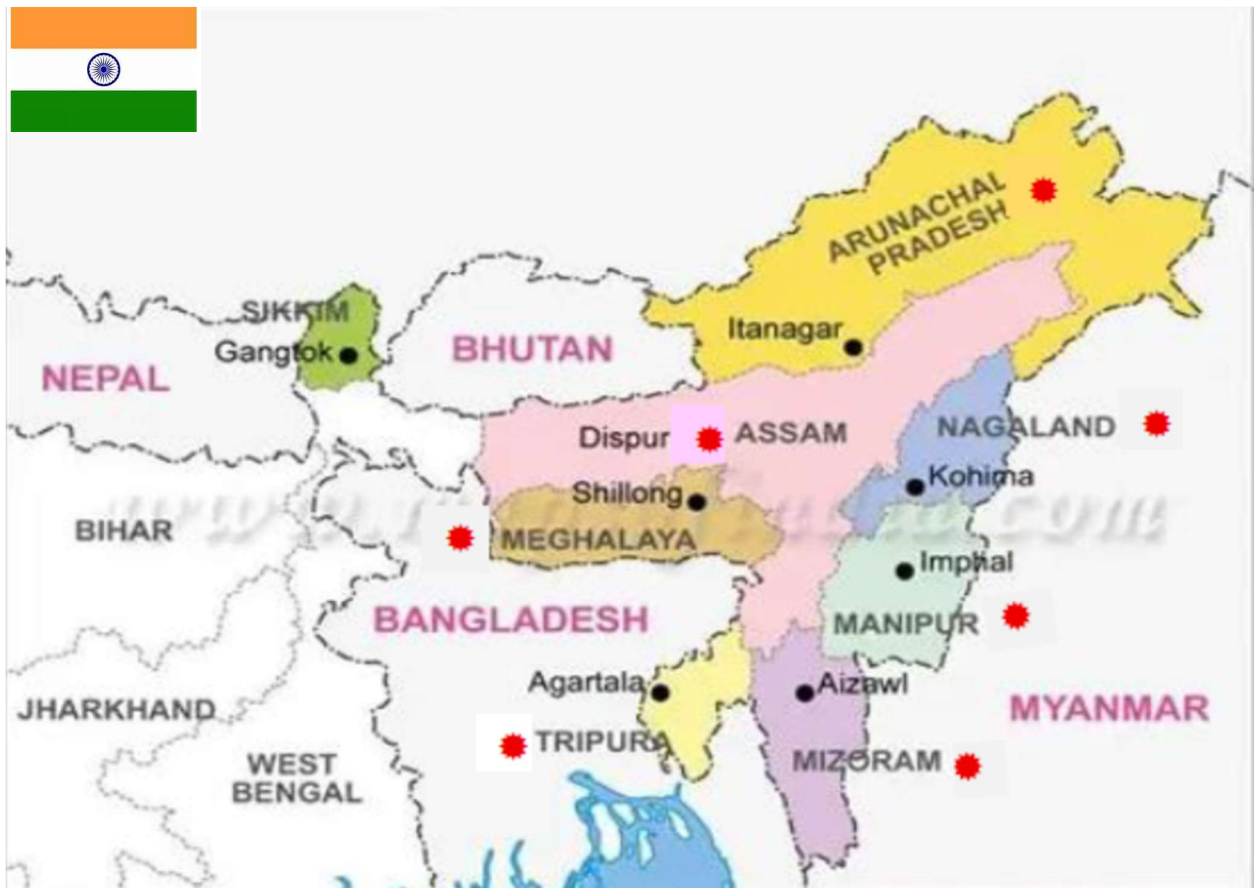 ARUNACHAL
PRADESH
SIKKIM
Gangtok
Itanagar
BHUTAN
NEPAL
Dispur
ASSAM
NAGALAND
Kohima
Shillong
BIHAR
MEGHALAYA
Imphal
BANGLADESH
MANIPUR
Agartala
Aizawl
JHARKHAND
MYANMAR
TRIPURA
WEST
BENGAL
MIZORAM